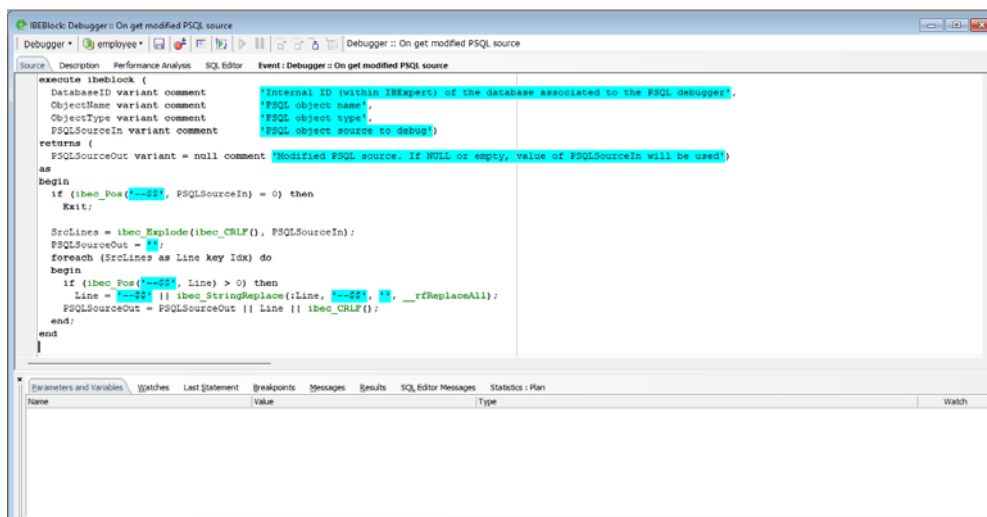 IBEBlock: Debugger :: On get modified PSQL source
Debugger employee Debugger :: On get modified PSQL source
Source Description Performance Analysis SQL Editor Event : Debugger :: On get modified PSQL source
execute ibeblock (
DatabaseID variant comment 'Internal ID (within IBExpert) of the database associated to the PSQL debugger',
ObjectName variant comment 'PSQL object name',
ObjectType variant comment 'PSQL object type',
PSQLSourceIn variant comment 'PSQL object source to debug')
returns (
PSQLSourceOut variant = null comment 'Modified PSQL source. If NULL or empty, value of PSQLSourceIn will be used')
as
begin
if (ibec_Pos('--$$', PSQLSourceIn) = 0) then
Exit;
SrcLines = ibec_Explode(ibec_CRLF(), PSQLSourceIn);
PSQLSourceOut = '';
foreach (SrcLines as Line key Idx) do
begin
if (ibec_Pos('--$$', Line) > 0) then
Line = '--$$' || ibec_StringReplace(:Line, '--$$', '', __rfReplaceAll);
PSQLSourceOut = PSQLSourceOut || Line || ibec_CRLF();
end;
end
Parameters and Variables Watches Last Statement Breakpoints Messages Results SQL Editor Messages Statistics : Plan
Name Value Type Watch